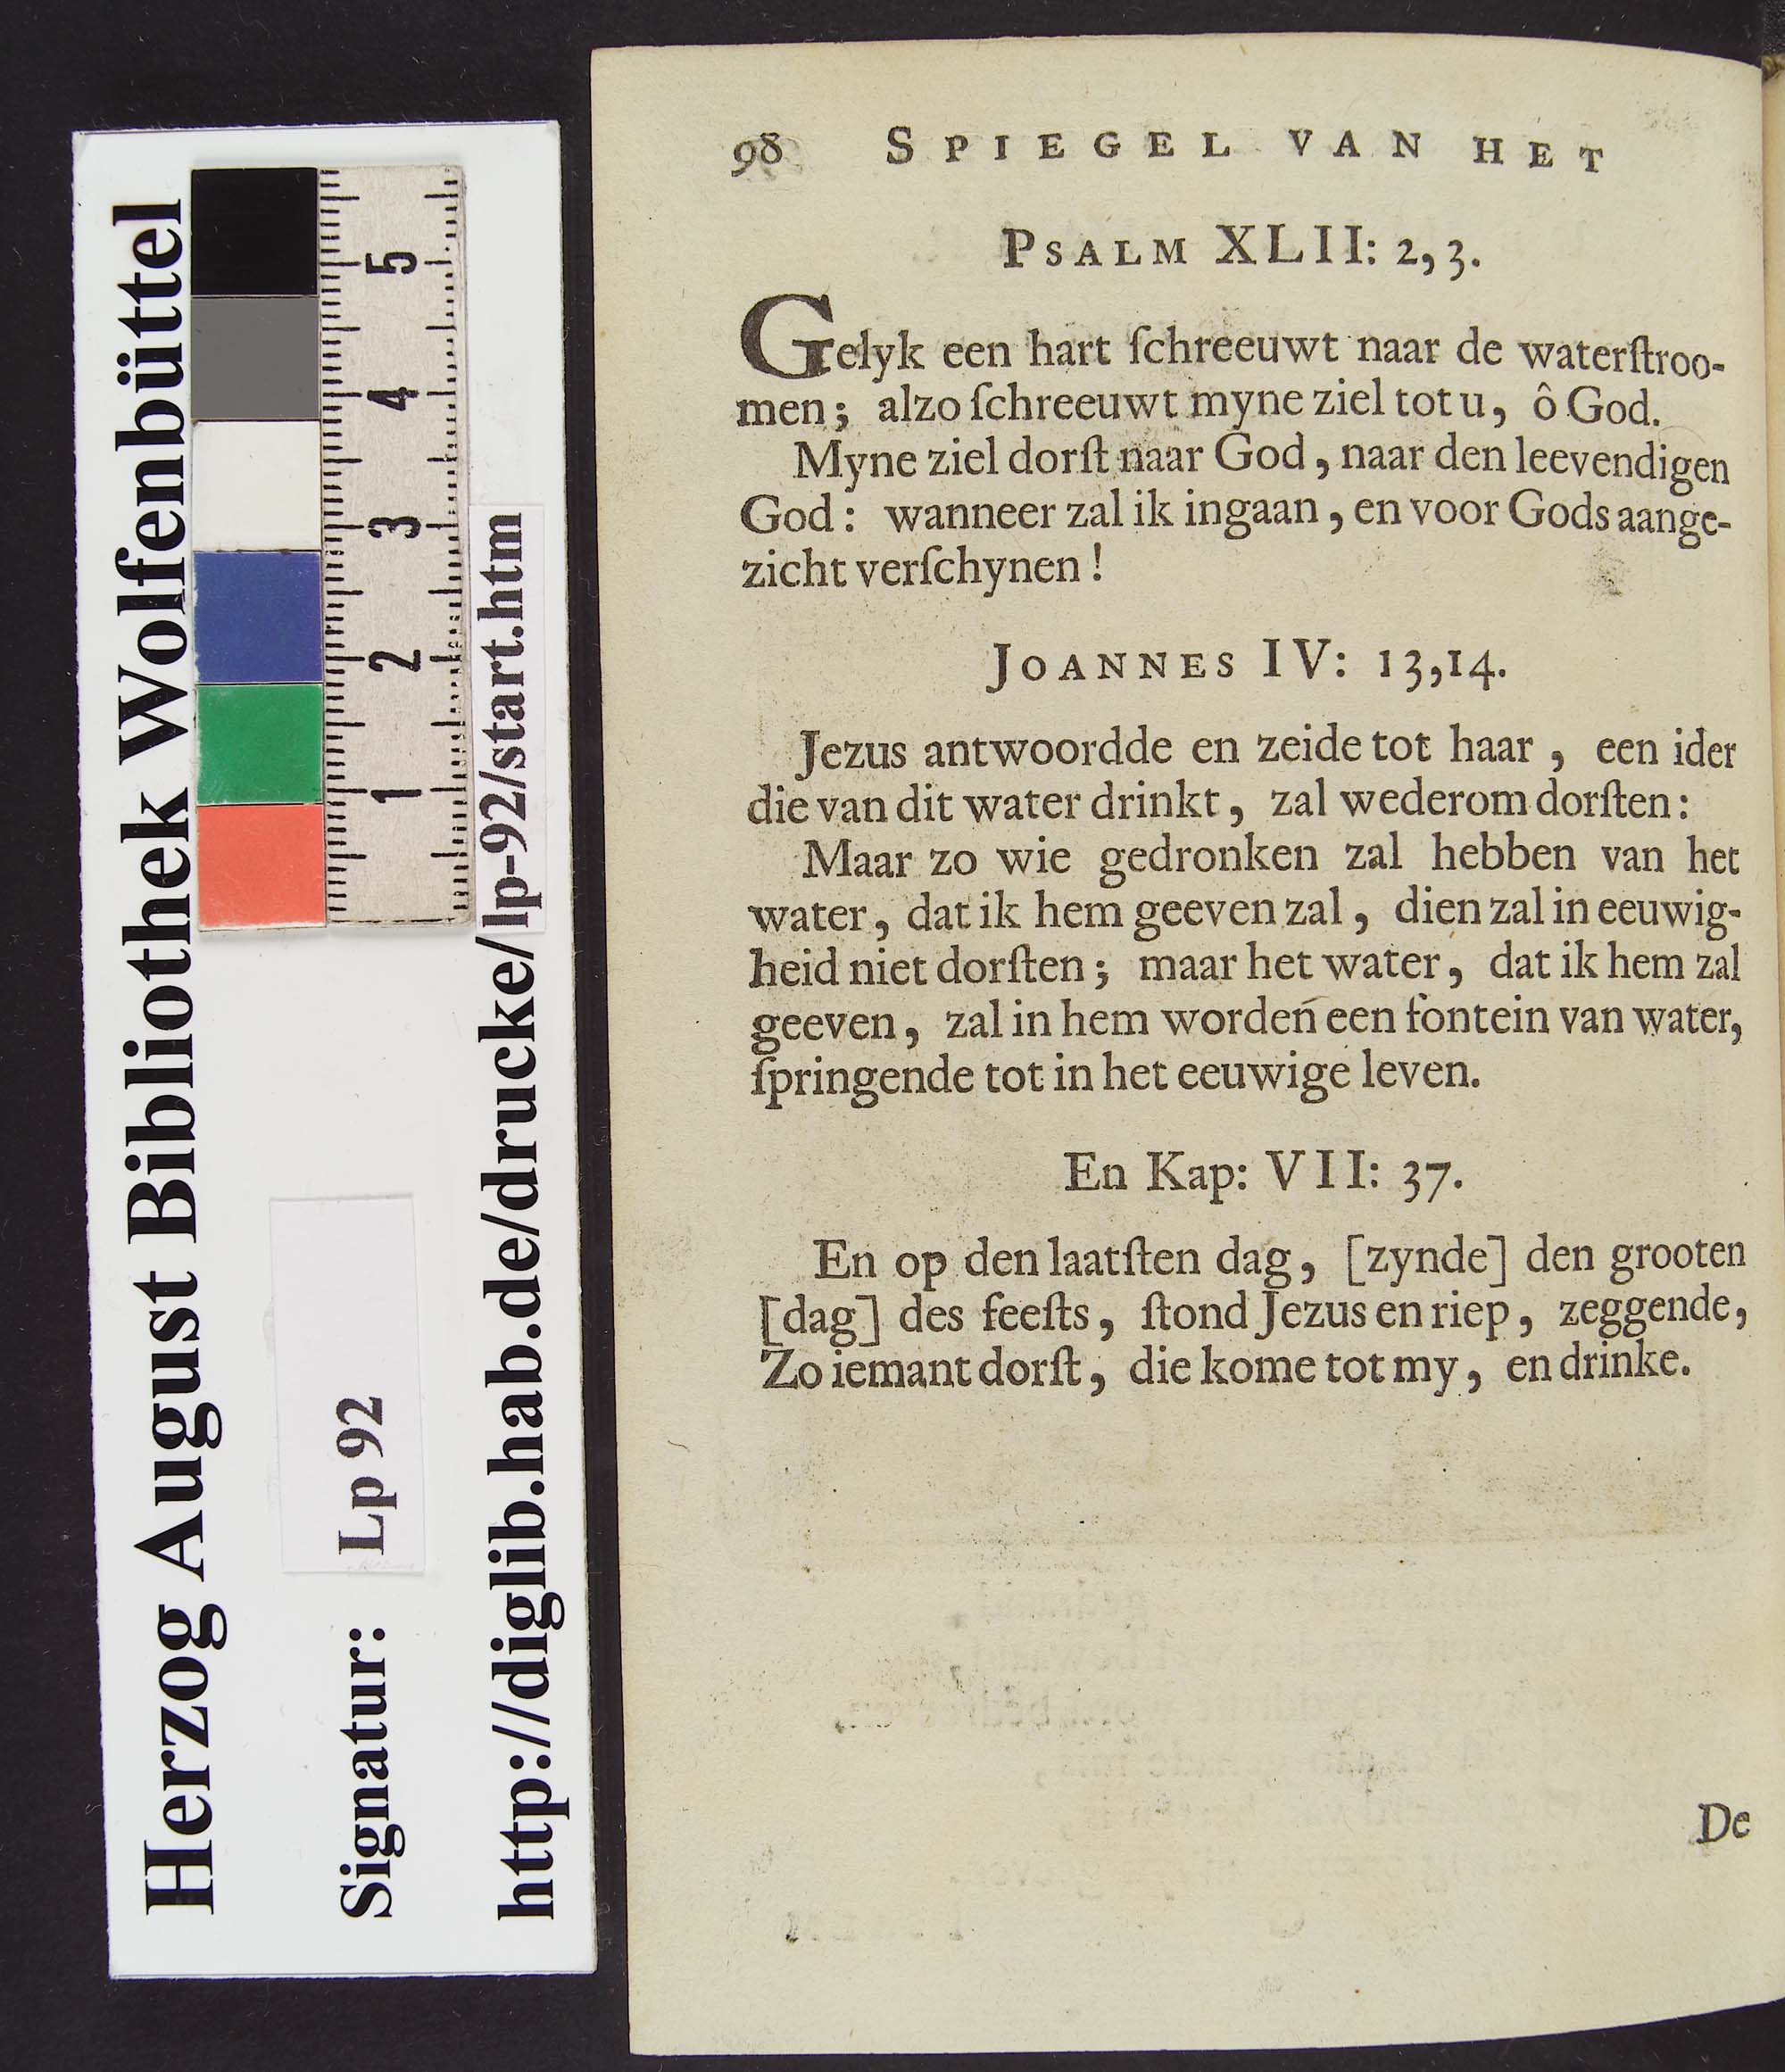 Herzog August Bibliothek Wolfenbüttel
Signatur: Lp 92
http://diglib.hab.de/drucke/lp-92/start.htm
5
4
3
2
1
98 SPIEGEL VAN HET
PSALM XLII: 2, 3.
Gelyk een hart ſchreeuwt naar de waterſtroo-
men; alzo ſchreeuwt myne ziel tot u, ô God.
Myne ziel dorſt naar God, naar den leevendigen
God: wanneer zal ik ingaan, en voor Gods aange-
zicht verſchynen!
JOANNES IV: 13,14.
Jezus antwoordde en zeide tot haar, een ider
die van dit water drinkt, zal wederom dorſten:
Maar zo wie gedronken zal hebben van het
water, dat ik hem geeven zal, dien zal in eeuwig-
heid niet dorſten; maar het water, dat ik hem zal
geeven, zal in hem worden een fontein van water,
ſpringende tot in het eeuwige leven.
En Kap: VII: 37.
En op den laatſten dag, [zynde] den grooten
[dag] des feeſts, ſtond Jezus en riep, zeggende,
Zo iemant dorſt, die kome tot my, en drinke.
De